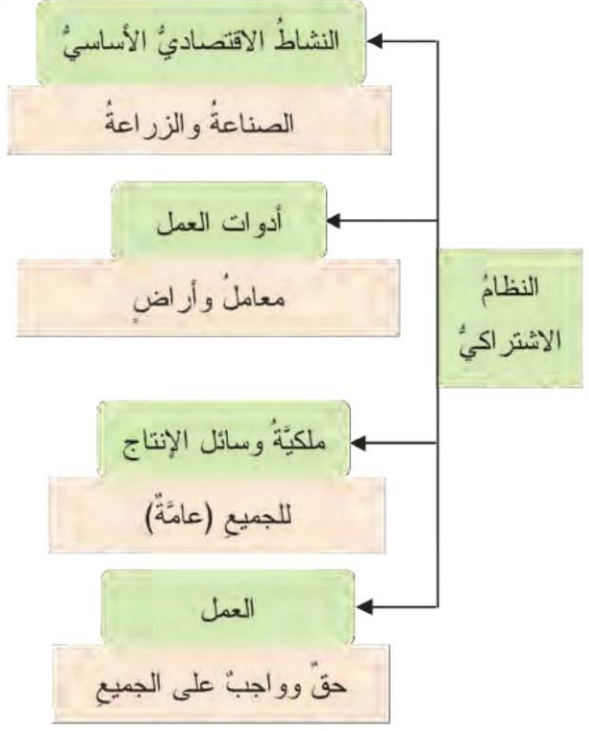 النظامُ
الاشتراكيُّ
النشاطُ الاقتصاديُّ الأساسيُّ
الصناعةُ والزراعةُ
أدوات العمل
معاملُ وأراضٍ
ملكيَّةُ وسائل الإنتاج
للجميعِ (عامَّةٌ)
العمل
حقٌّ وواجبٌ على الجميعِ